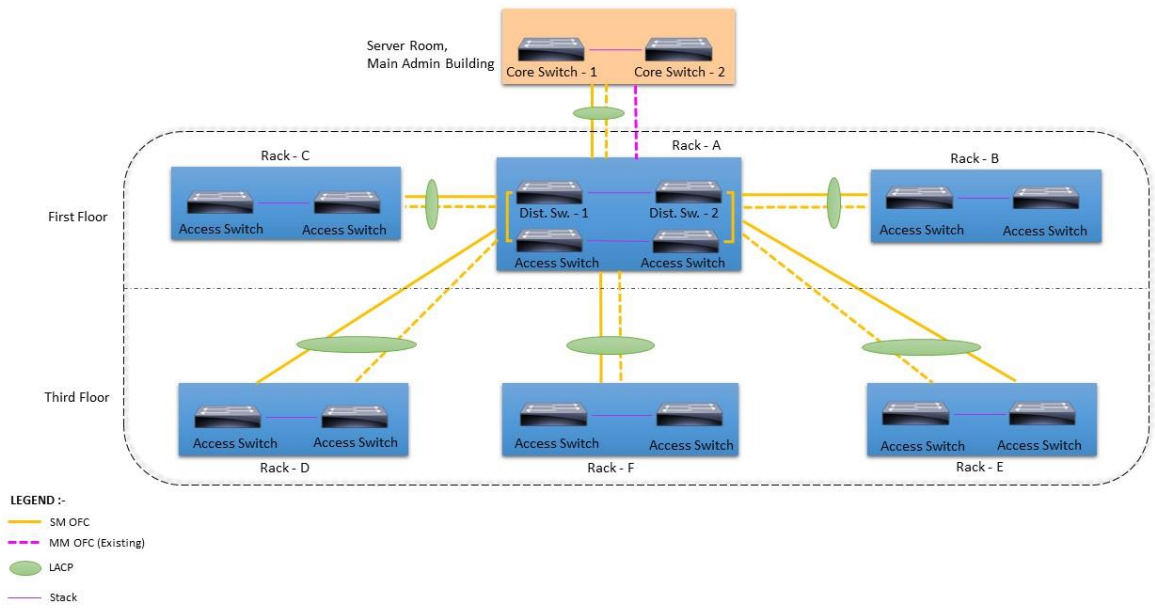 Server Room,
Main Admin Building
Core Switch - 1
Core Switch - 2
Rack - C
Rack - A
Rack - B
First Floor
Access Switch
Access Switch
Dist. Sw. - 1
Dist. Sw. - 2
Access Switch
Access Switch
Access Switch
Access Switch
Third Floor
Access Switch
Access Switch
Access Switch
Access Switch
Access Switch
Access Switch
Rack - D
Rack - F
Rack - E
LEGEND :-
SM OFC
MM OFC (Existing)
LACP
Stack